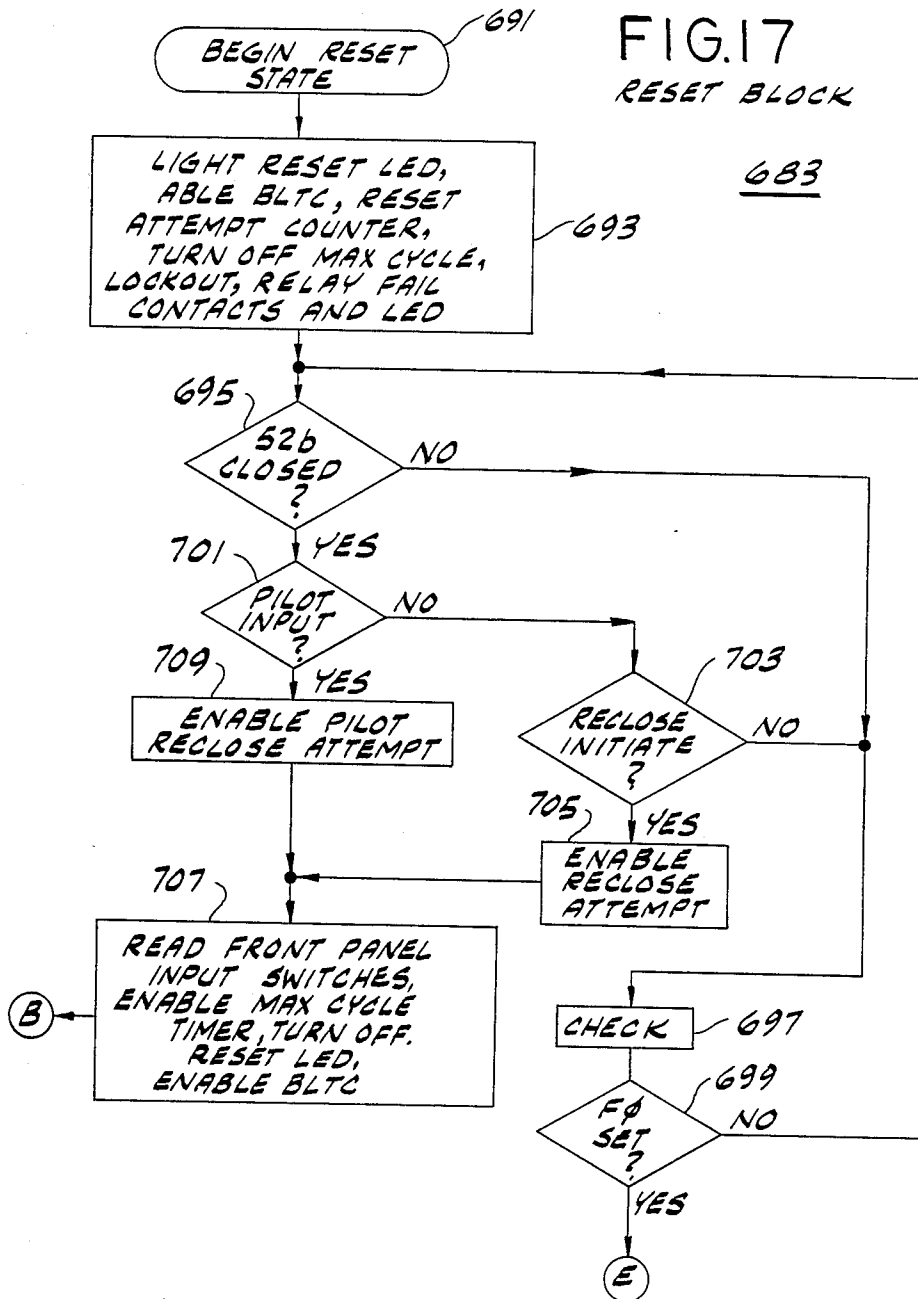 FIG.17
RESET BLOCK
683
691
BEGIN RESET
STATE
LIGHT RESET LED,
ABLE BLTC, RESET
ATTEMPT COUNTER,
TURN OFF MAX CYCLE,
LOCKOUT, RELAY FAIL
CONTACTS AND LED
693
695
52b
CLOSED
?
NO
YES
701
PILOT
INPUT
?
NO
YES
703
RECLOSE
INITIATE
?
NO
YES
709
ENABLE PILOT
RECLOSE ATTEMPT
705
ENABLE
RECLOSE
ATTEMPT
707
READ FRONT PANEL
INPUT SWITCHES,
ENABLE MAX CYCLE
TIMER, TURN OFF.
RESET LED,
ENABLE BLTC
B
CHECK
697
699
FØ
SET
?
NO
YES
E